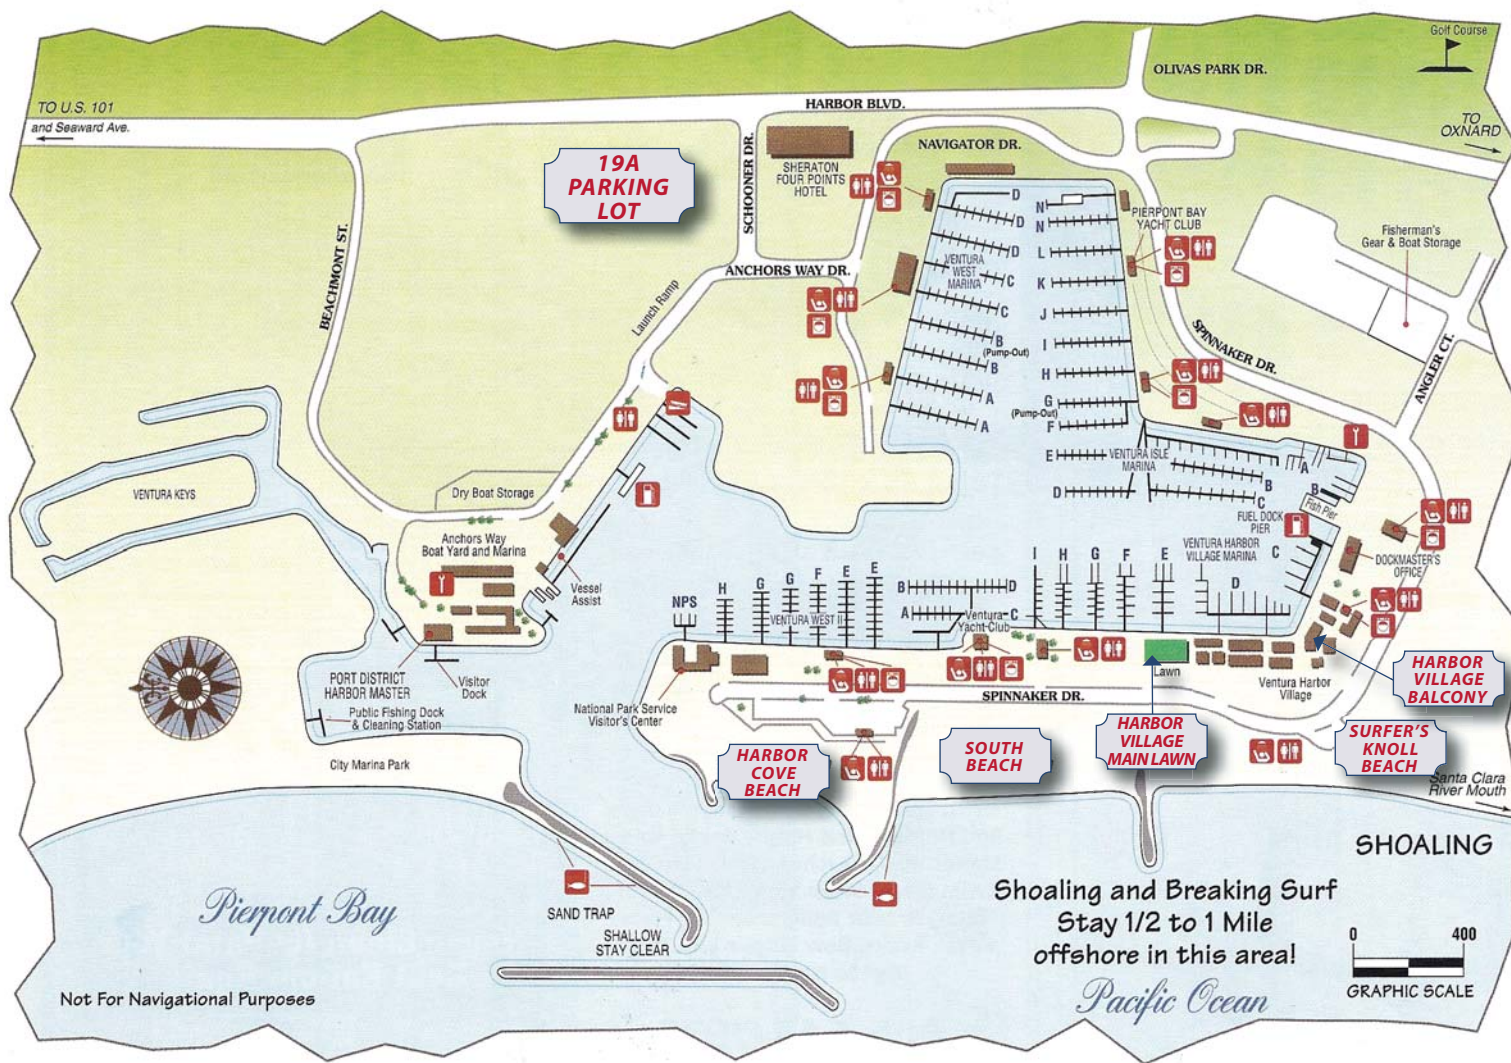 Golf Course
OLIVAS PARK DR.
TO U.S. 101
and Seaward Ave.
HARBOR BLVD.
TO
OXNARD
NAVIGATOR DR.
19A
PARKING
LOT
SCHOONER DR.
SHERATON
FOUR POINTS
HOTEL
D
D
D
C
C
B
(Pump-Out)
B
A
A
VENTURA
WEST
MARINA
N
N
L
K
J
I
H
G
(Pump-Out)
F
E
D
PIERPONT BAY
YACHT CLUB
Fisherman's
Gear & Boat Storage
BEACHMONT ST.
ANCHORS WAY DR.
Launch Ramp
SPINNAKER DR.
ANGLER CT.
VENTURA ISLE
MARINA
A
B
B
C
Fish Pier
FUEL DOCK
PIER
VENTURA KEYS
Dry Boat Storage
Anchors Way
Boat Yard and Marina
Vessel
Assist
VENTURA HARBOR
VILLAGE MARINA
C
D
DOCKMASTER'S
OFFICE
NPS
H
G
G
F
E
E
VENTURA WEST II
B
D
A
C
Ventura
Yacht Club
I
H
G
F
E
PORT DISTRICT
HARBOR MASTER
Visitor
Dock
Public Fishing Dock
& Cleaning Station
City Marina Park
National Park Service
Visitor's Center
SPINNAKER DR.
Lawn
Ventura Harbor
Village
HARBOR
VILLAGE
BALCONY
HARBOR
COVE
BEACH
SOUTH
BEACH
HARBOR
VILLAGE
MAIN LAWN
SURFER'S
KNOLL
BEACH
Santa Clara
River Mouth
SHOALING
Pierpont Bay
SAND TRAP
SHALLOW
STAY CLEAR
Shoaling and Breaking Surf
Stay 1/2 to 1 Mile
offshore in this area!
Pacific Ocean
0 400
GRAPHIC SCALE
Not For Navigational Purposes